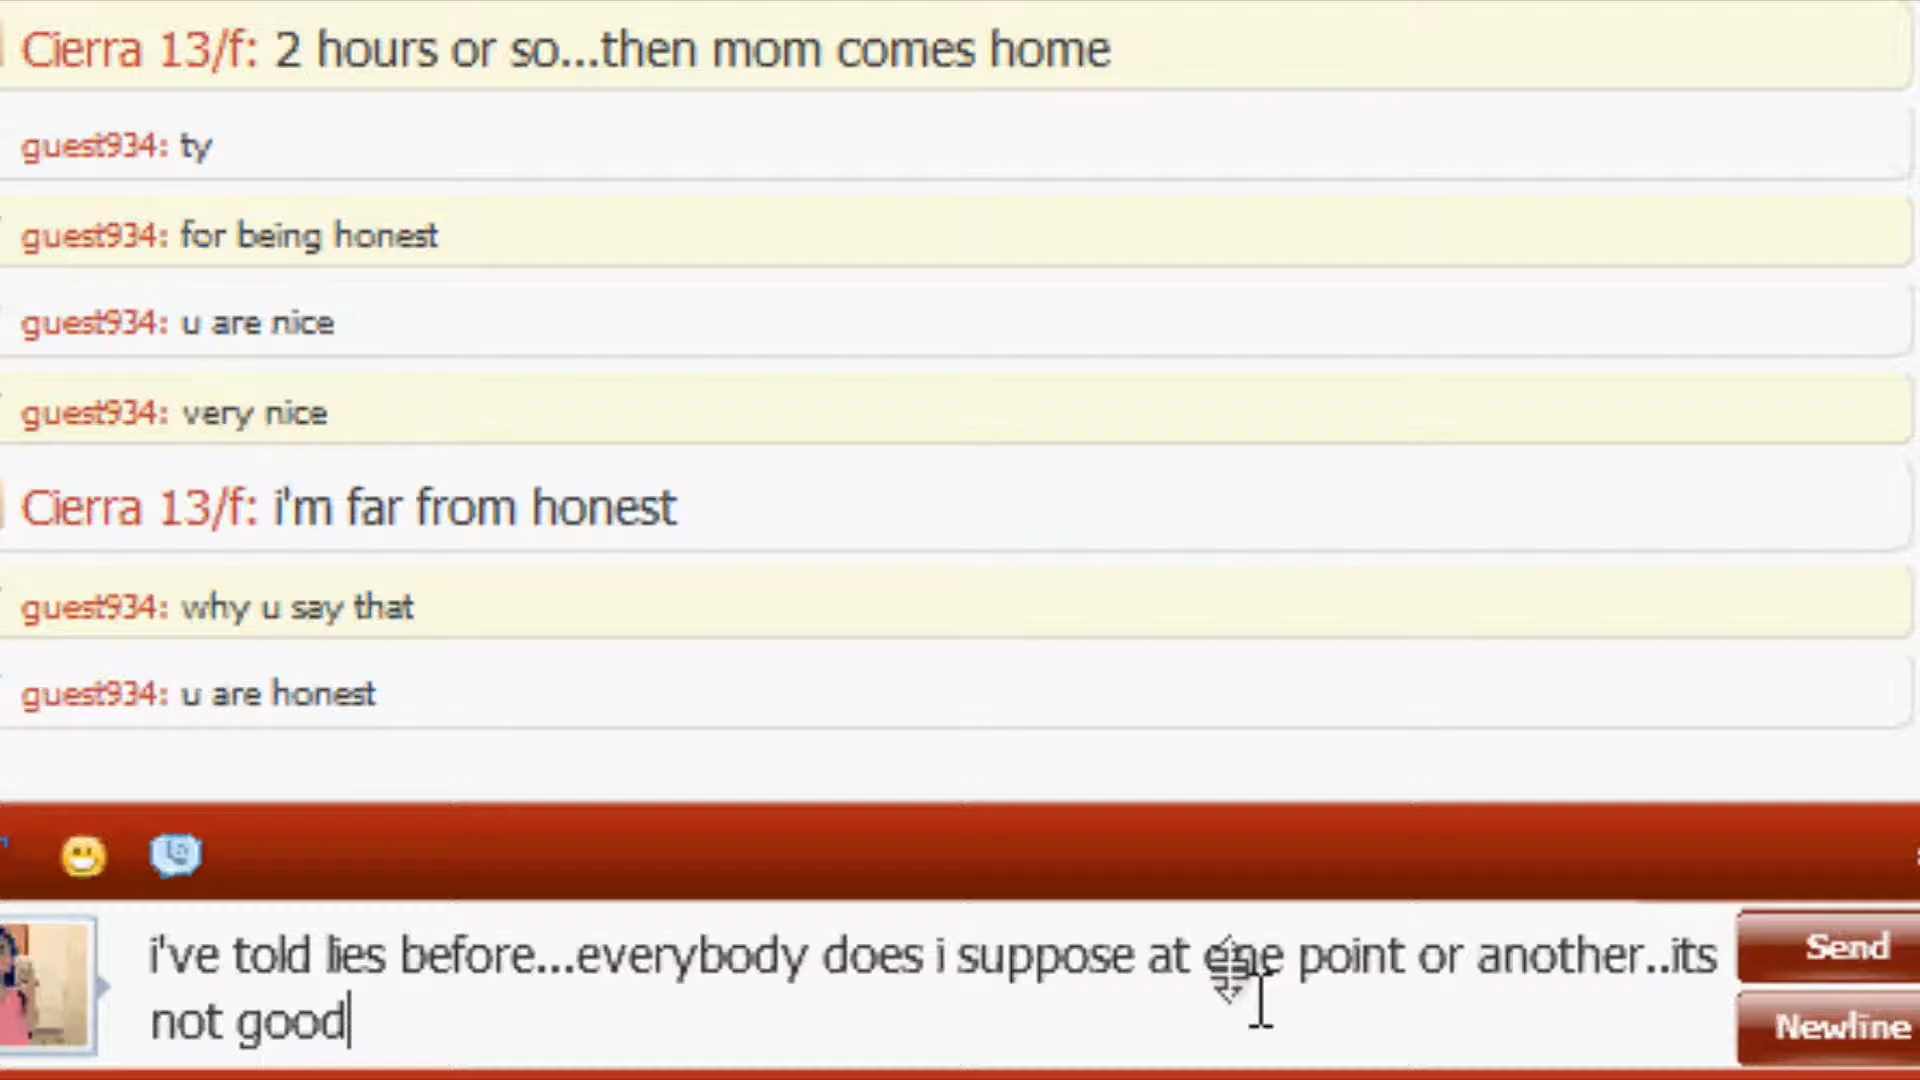 Cierra 13/f: 2 hours or so...then mom comes home
guest934: ty
guest934: for being honest
guest934: u are nice
guest934: very nice
Cierra 13/f: i'm far from honest
guest934: why u say that
guest934: u are honest
i've told lies before...everybody does i suppose at one point or another..its
not good
Send
Newline